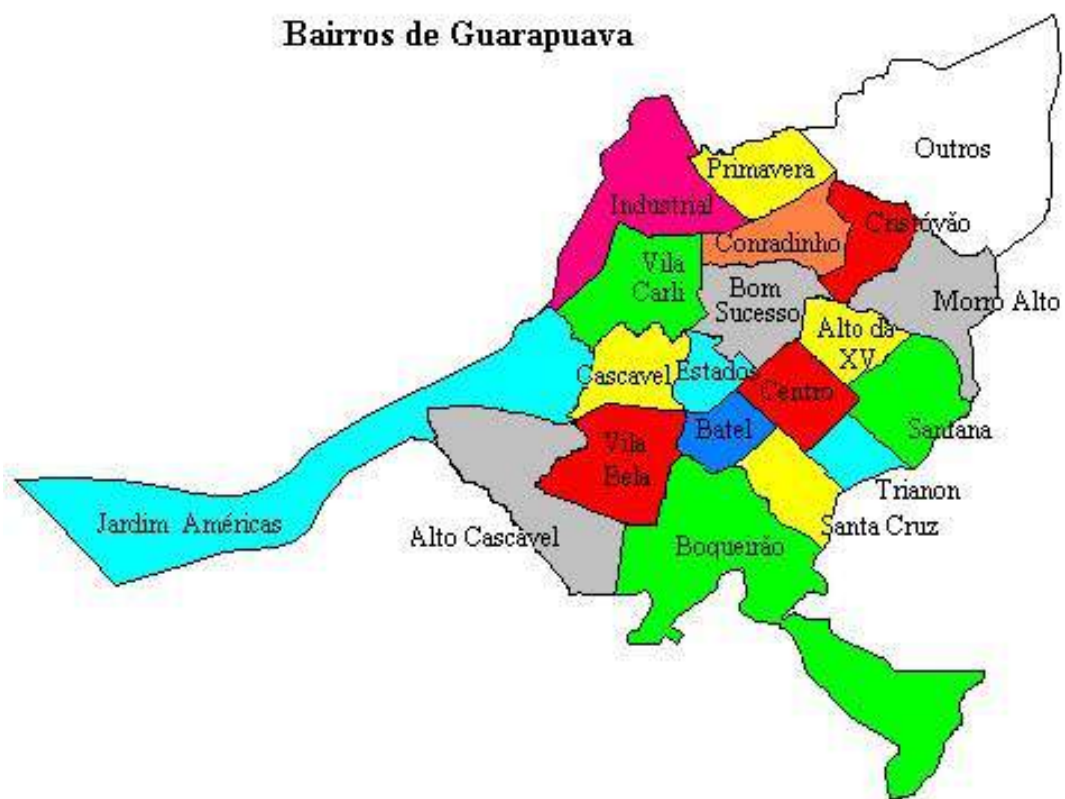 Bairros de Guarapuava
Outros
Primavera
Industrial
Cristóvão
Conradinho
Vila
Carli
Bom
Sucesso
Morro Alto
Alto da
XV
Cascavel
Estados
Centro
Vila
Bela
Batel
Santana
Trianon
Jardim Américas
Alto Cascável
Santa Cruz
Boqueirão